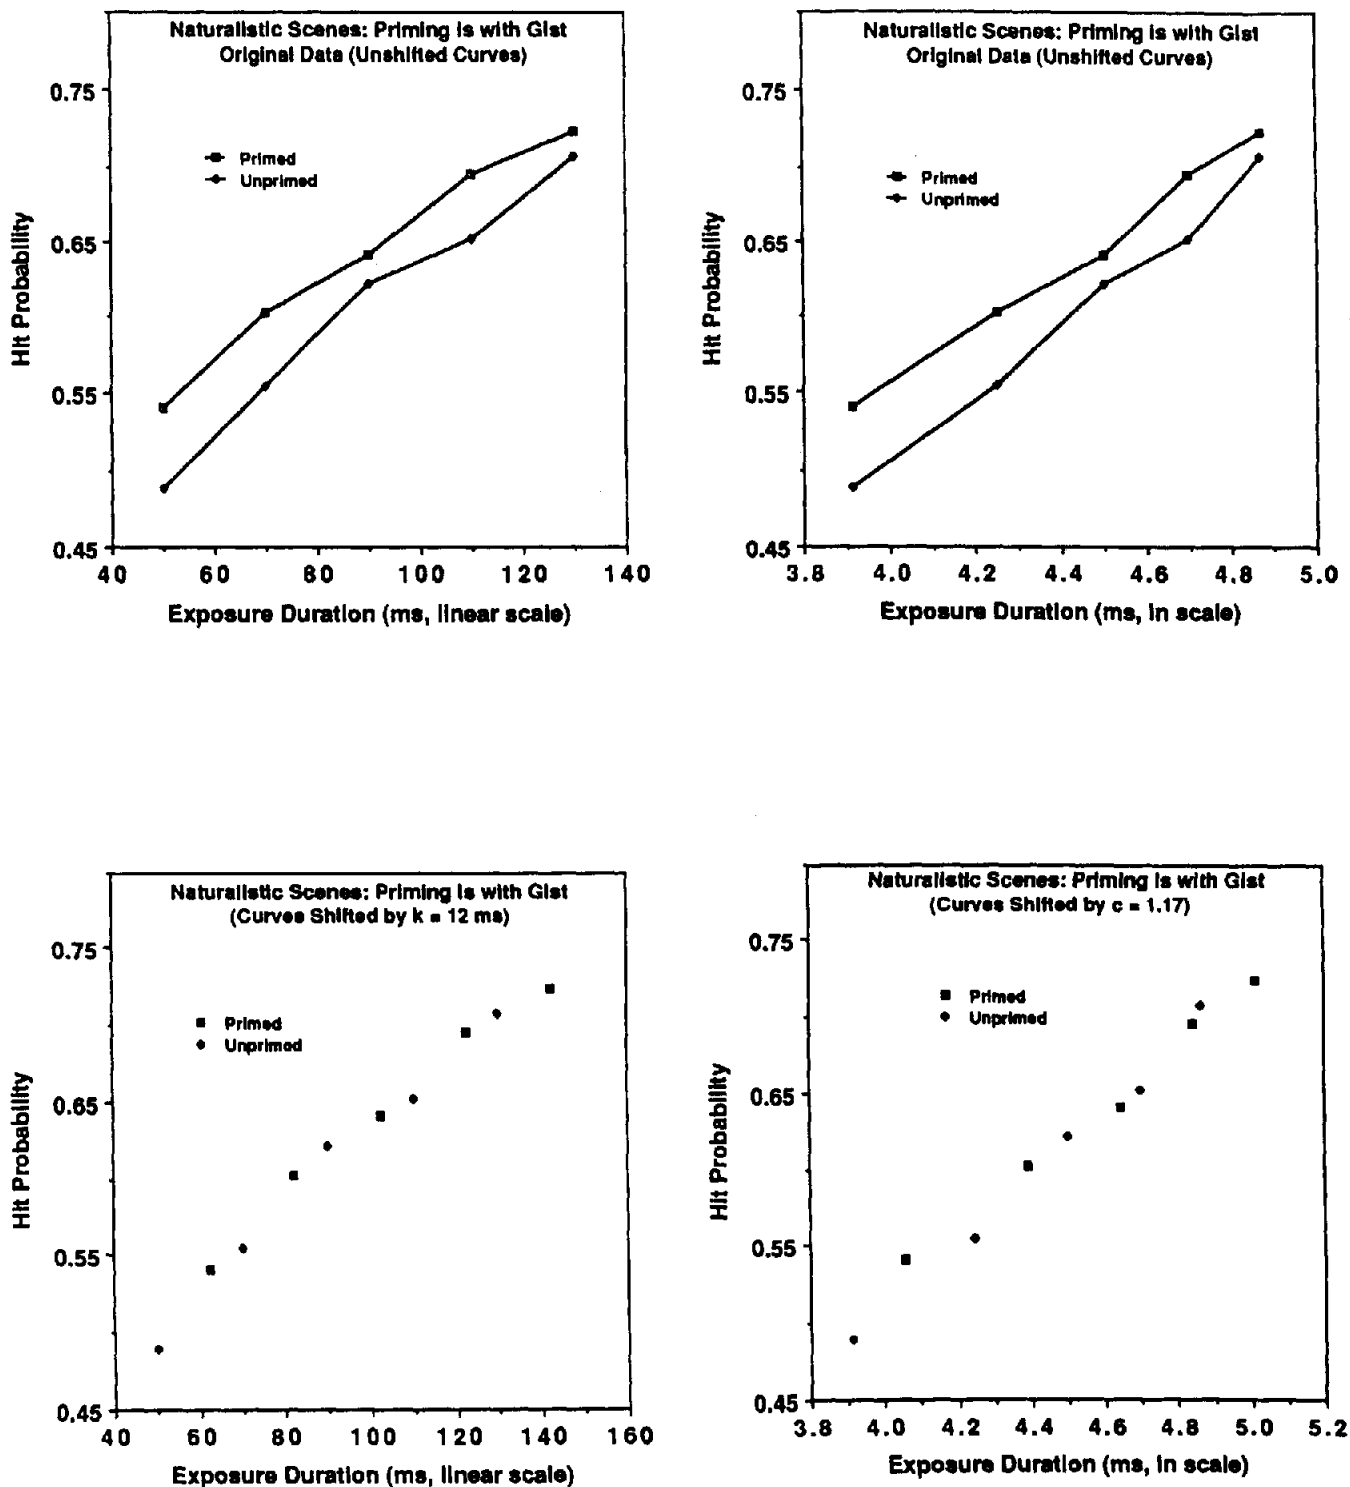 Naturalistic Scenes: Priming is with Gist
Original Data (Unshifted Curves)
0.75
0.65
0.55
0.45
Hit Probability
Primed
Unprimed
40 60 80 100 120 140
Exposure Duration (ms, linear scale)
Naturalistic Scenes: Priming is with Gist
Original Data (Unshifted Curves)
0.75
0.65
0.55
0.45
Hit Probability
Primed
Unprimed
3.8 4.0 4.2 4.4 4.6 4.8 5.0
Exposure Duration (ms, ln scale)
Naturalistic Scenes: Priming is with Gist
(Curves Shifted by k = 12 ms)
0.75
0.65
0.55
0.45
Hit Probability
Primed
Unprimed
40 60 80 100 120 140 160
Exposure Duration (ms, linear scale)
Naturalistic Scenes: Priming is with Gist
(Curves Shifted by c = 1.17)
0.75
0.65
0.55
0.45
Hit Probability
Primed
Unprimed
3.8 4.0 4.2 4.4 4.6 4.8 5.0 5.2
Exposure Duration (ms, ln scale)